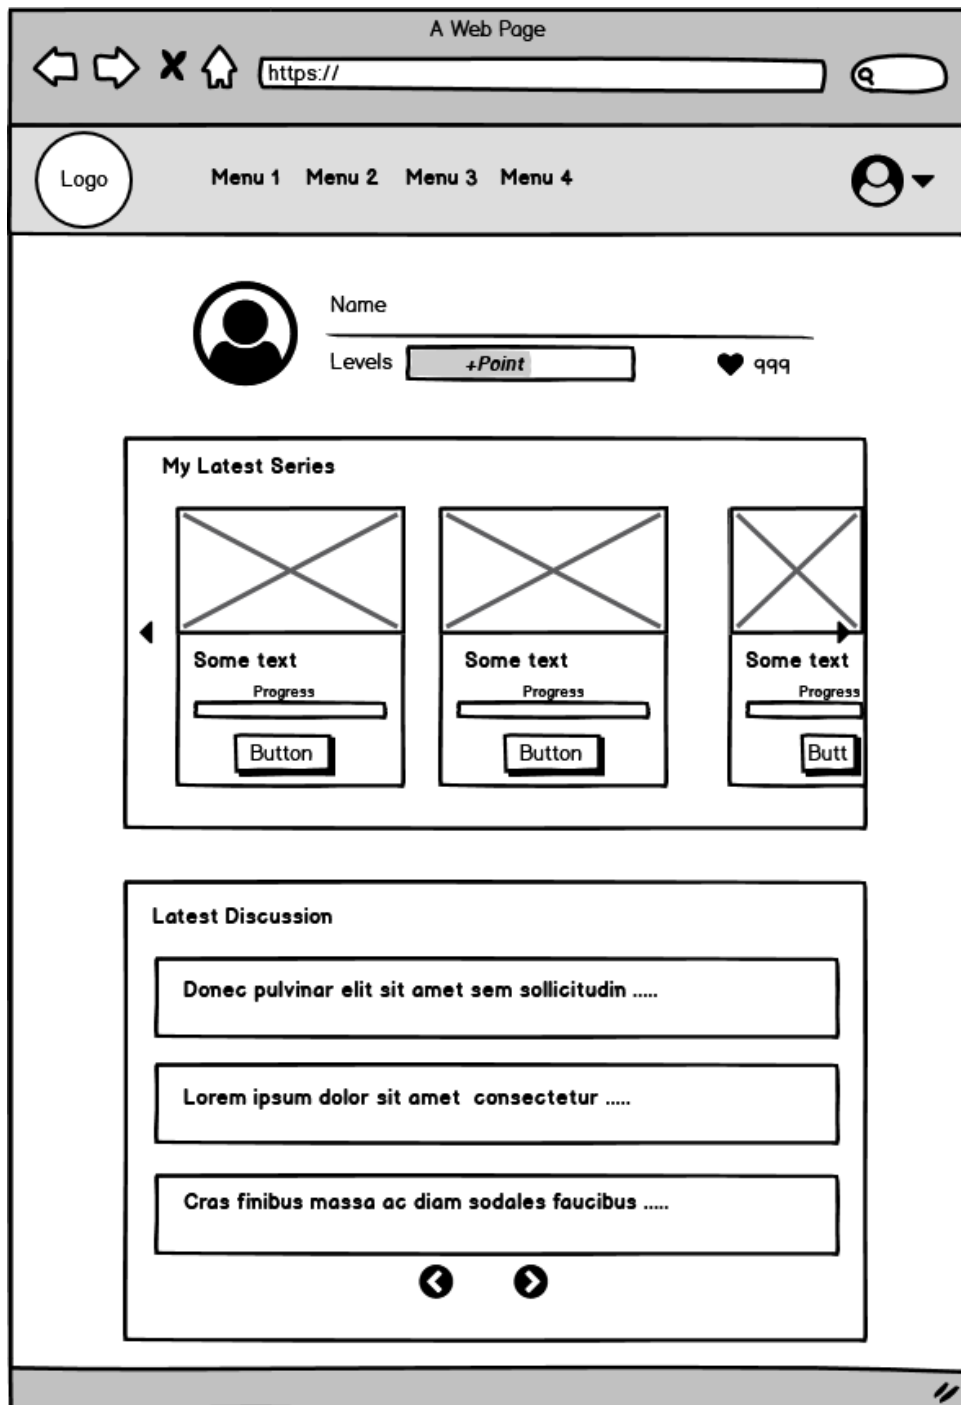 A Web Page
https://
Logo
Menu 1 Menu 2 Menu 3 Menu 4
Name
Levels +Point 999
My Latest Series
Some text Some text Some text
Progress Progress Progress
Button Button Butt
Latest Discussion
Donec pulvinar elit sit amet sem sollicitudin .....
Lorem ipsum dolor sit amet  consectetur .....
Cras finibus massa ac diam sodales faucibus .....